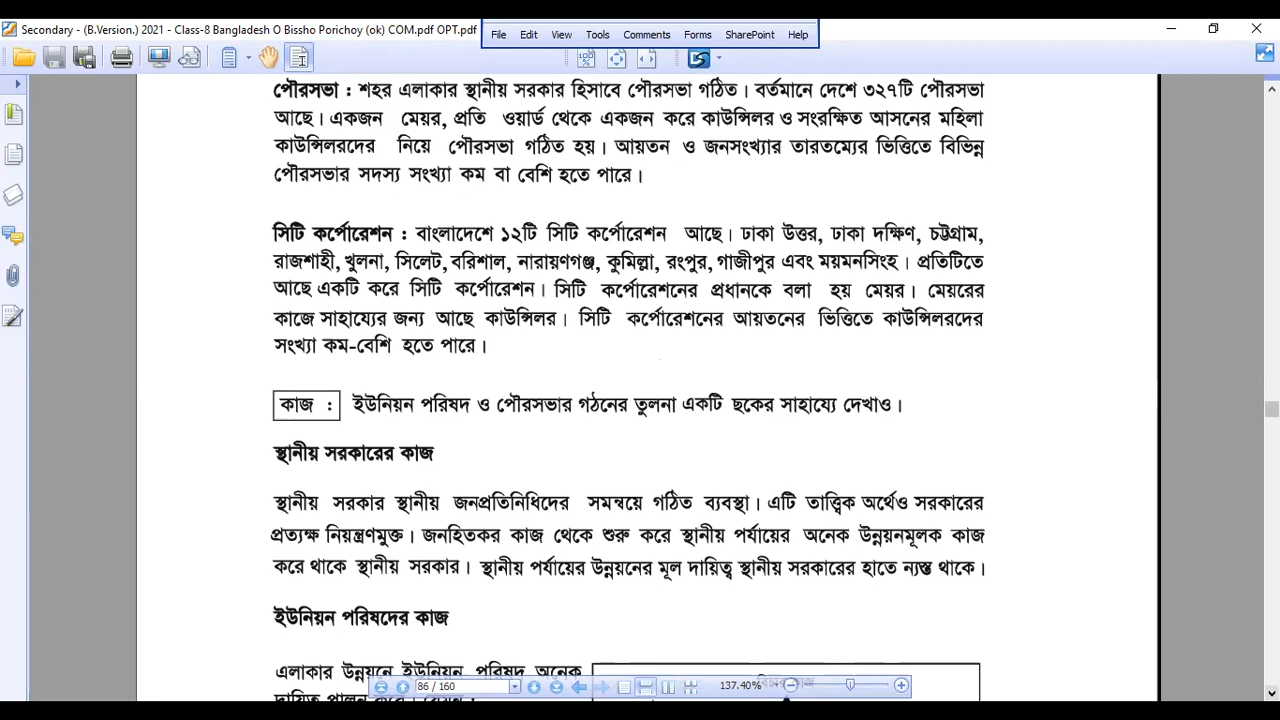 Secondary - (B.Version.) 2021 - Class-8 Bangladesh O Bissho Porichoy (ok) COM.pdf OPT.pdf
File Edit View Tools Comments Forms SharePoint Help
পৌরসভা : শহর এলাকার স্থানীয় সরকার হিসাবে পৌরসভা গঠিত। বর্তমানে দেশে ৩২৭টি পৌরসভা
আছে। একজন মেয়র, প্রতি ওয়ার্ড থেকে একজন করে কাউন্সিলর ও সংরক্ষিত আসনের মহিলা
কাউন্সিলরদের নিয়ে পৌরসভা গঠিত হয়। আয়তন ও জনসংখ্যার তারতম্যের ভিত্তিতে বিভিন্ন
পৌরসভার সদস্য সংখ্যা কম বা বেশি হতে পারে।
সিটি কর্পোরেশন : বাংলাদেশে ১২টি সিটি কর্পোরেশন আছে। ঢাকা উত্তর, ঢাকা দক্ষিণ, চট্টগ্রাম,
রাজশাহী, খুলনা, সিলেট, বরিশাল, নারায়ণগঞ্জ, কুমিল্লা, রংপুর, গাজীপুর এবং ময়মনসিংহ। প্রতিটিতে
আছে একটি করে সিটি কর্পোরেশন। সিটি কর্পোরেশনের প্রধানকে বলা হয় মেয়র। মেয়রের
কাজে সাহায্যের জন্য আছে কাউন্সিলর। সিটি কর্পোরেশনের আয়তনের ভিত্তিতে কাউন্সিলরদের
সংখ্যা কম-বেশি হতে পারে।
কাজ : ইউনিয়ন পরিষদ ও পৌরসভার গঠনের তুলনা একটি ছকের সাহায্যে দেখাও।
স্থানীয় সরকারের কাজ
স্থানীয় সরকার স্থানীয় জনপ্রতিনিধিদের সমন্বয়ে গঠিত ব্যবস্থা। এটি তাত্ত্বিক অর্থেও সরকারের
প্রত্যক্ষ নিয়ন্ত্রণমুক্ত। জনহিতকর কাজ থেকে শুরু করে স্থানীয় পর্যায়ের অনেক উন্নয়নমূলক কাজ
করে থাকে স্থানীয় সরকার। স্থানীয় পর্যায়ের উন্নয়নের মূল দায়িত্ব স্থানীয় সরকারের হাতে ন্যস্ত থাকে।
ইউনিয়ন পরিষদের কাজ
এলাকার উন্নয়নে ইউনিয়ন পরিষদ অনেক
86 / 160
137.40%